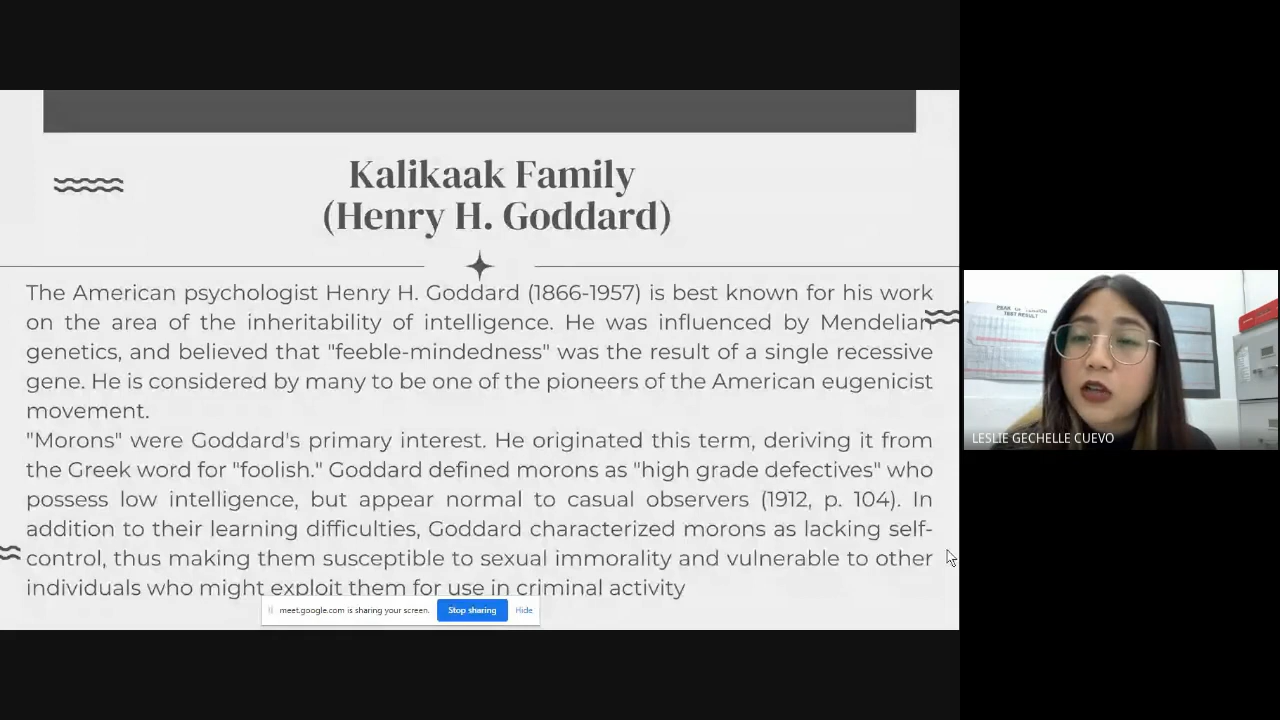 Kalikaak Family
(Henry H. Goddard)
The American psychologist Henry H. Goddard (1866-1957) is best known for his work
on the area of the inheritability of intelligence. He was influenced by Mendelian
genetics, and believed that "feeble-mindedness" was the result of a single recessive
gene. He is considered by many to be one of the pioneers of the American eugenicist
movement.
"Morons" were Goddard's primary interest. He originated this term, deriving it from
the Greek word for "foolish." Goddard defined morons as "high grade defectives" who
possess low intelligence, but appear normal to casual observers (1912, p. 104). In
addition to their learning difficulties, Goddard characterized morons as lacking self-
control, thus making them susceptible to sexual immorality and vulnerable to other
individuals who might exploit them for use in criminal activity
meet.google.com is sharing your screen.
Stop sharing
Hide
TEST RESULT
LESLIE GECHELLE CUEVO